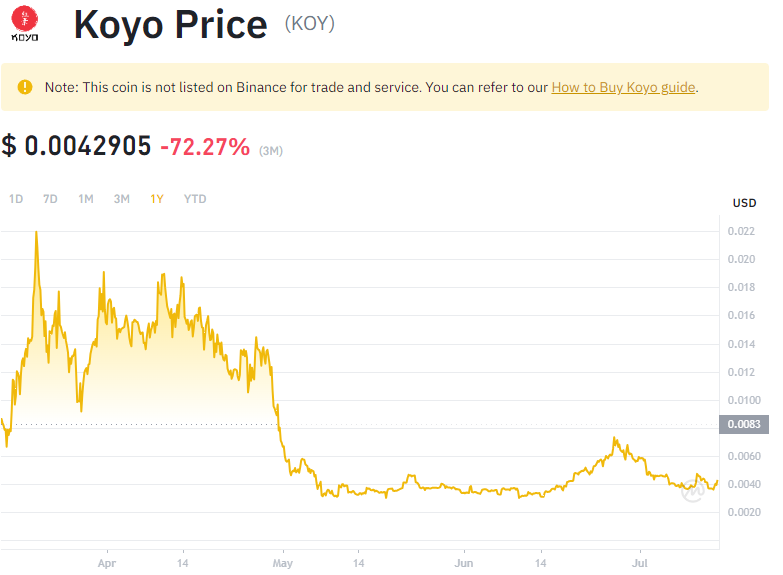 KOYO
Koyo Price (KOY)
Note: This coin is not listed on Binance for trade and service. You can refer to our How to Buy Koyo guide.
$ 0.0042905 -72.27% (3M)
1D 7D 1M 3M 1Y YTD
USD
0.022
0.020
0.018
0.016
0.014
0.012
0.0100
0.0083
0.0060
0.0040
0.0020
Apr 14 May 14 Jun 14 Jul